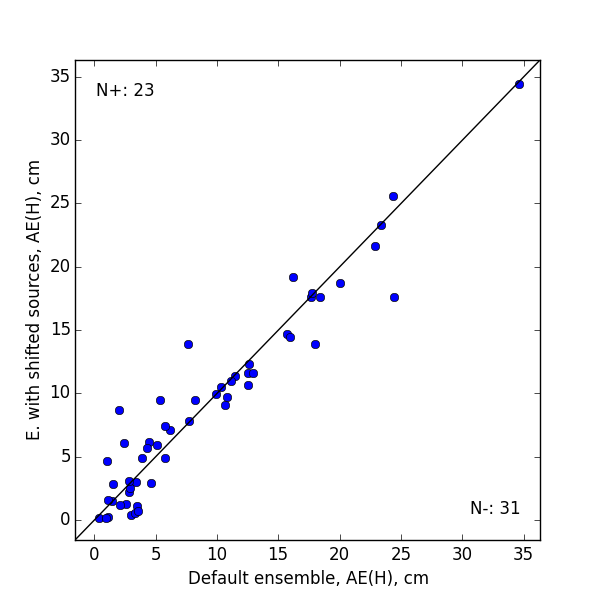 N+: 23
N-: 31
E. with shifted sources, AE(H), cm
35
30
25
20
15
10
5
0
0 5 10 15 20 25 30 35
Default ensemble, AE(H), cm